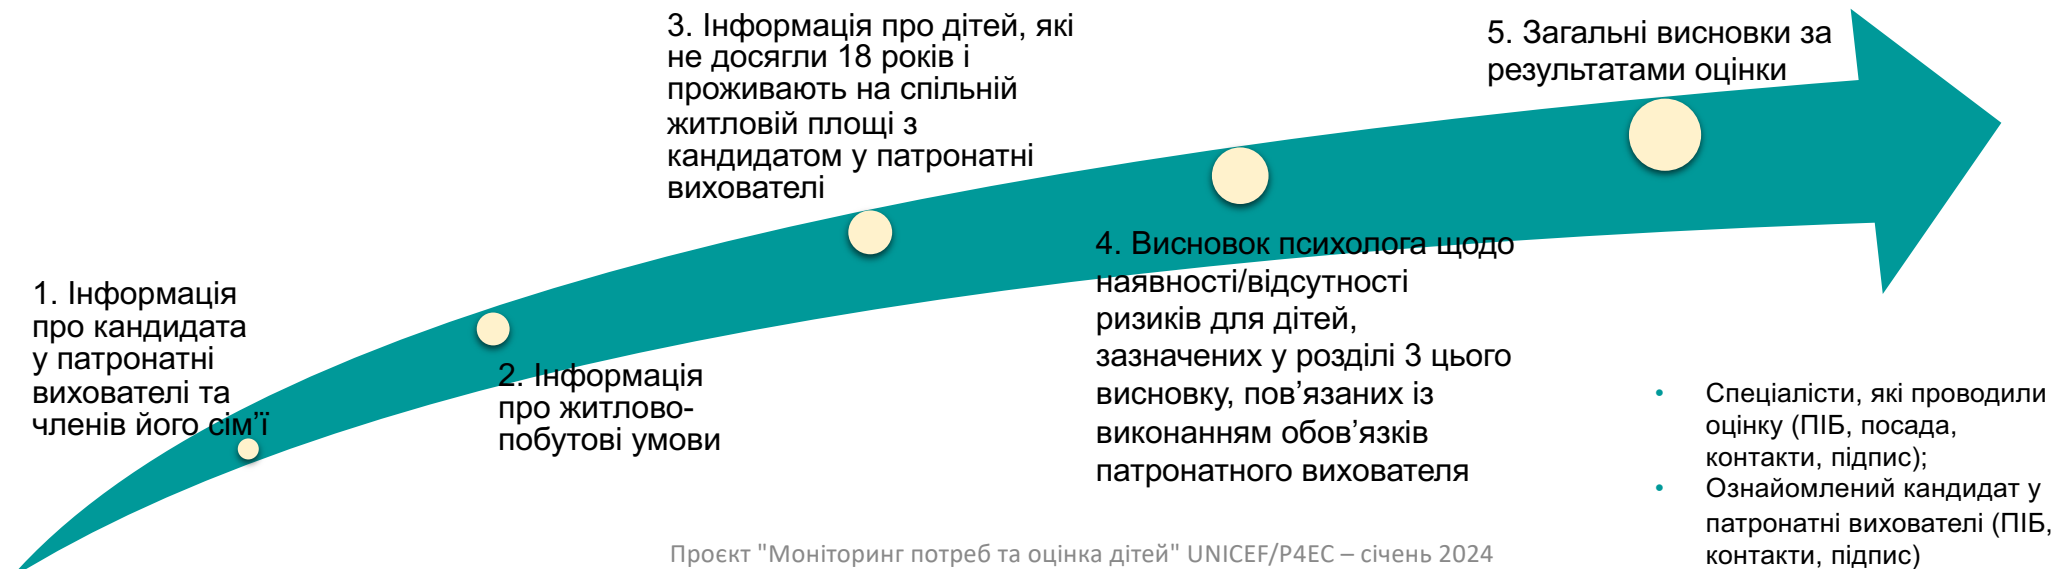 1. Інформація
про кандидата
у патронатні
вихователі та
членів його сім’ї
2. Інформація
про житлово-
побутові умови
3. Інформація про дітей, які
не досягли 18 років і
проживають на спільній
житловій площі з
кандидатом у патронатні
вихователі
4. Висновок психолога щодо
наявності/відсутності
ризиків для дітей,
зазначених у розділі 3 цього
висновку, пов’язаних із
виконанням обов’язків
патронатного вихователя
5. Загальні висновки за
результатами оцінки
• Спеціалісти, які проводили
оцінку (ПІБ, посада,
контакти, підпис);
• Ознайомлений кандидат у
патронатні вихователі (ПІБ,
контакти, підпис)
Проєкт "Моніторинг потреб та оцінка дітей" UNICEF/P4EC – січень 2024